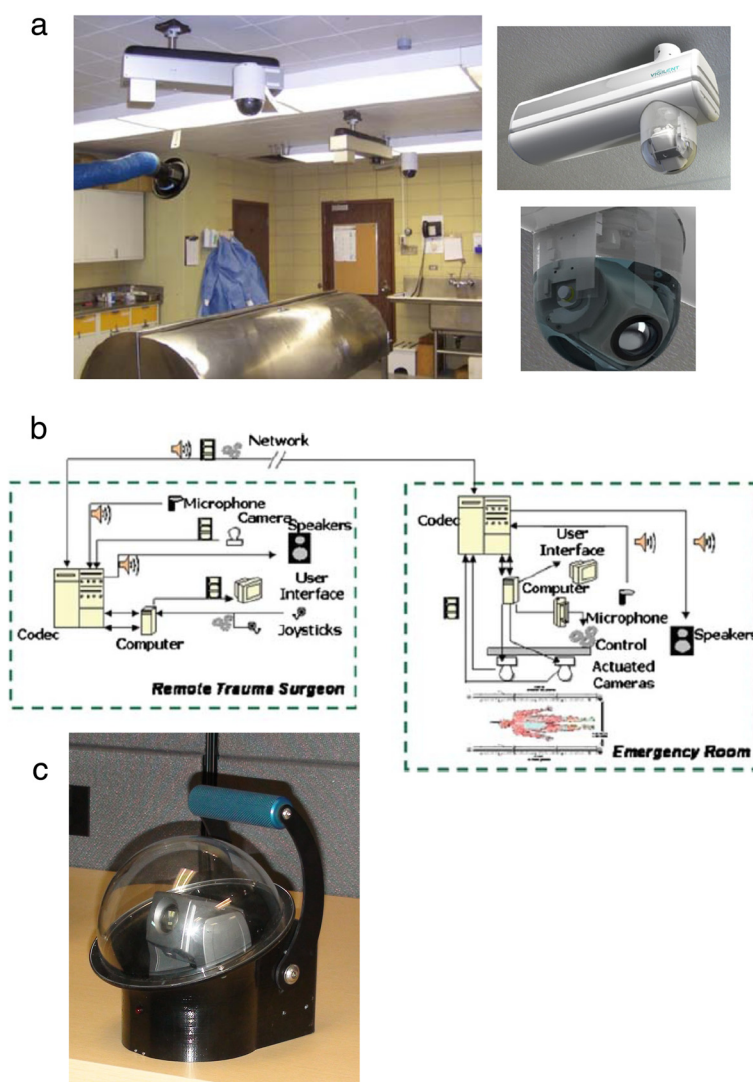 a
VIGILENT
b
Network
Microphone
Camera
Speakers
User
Interface
Codec
Computer
Joysticks
Remote Trauma Surgeon
Codec
User
Interface
Computer
Microphone
Control
Speakers
Actuated
Cameras
Emergency Room
c